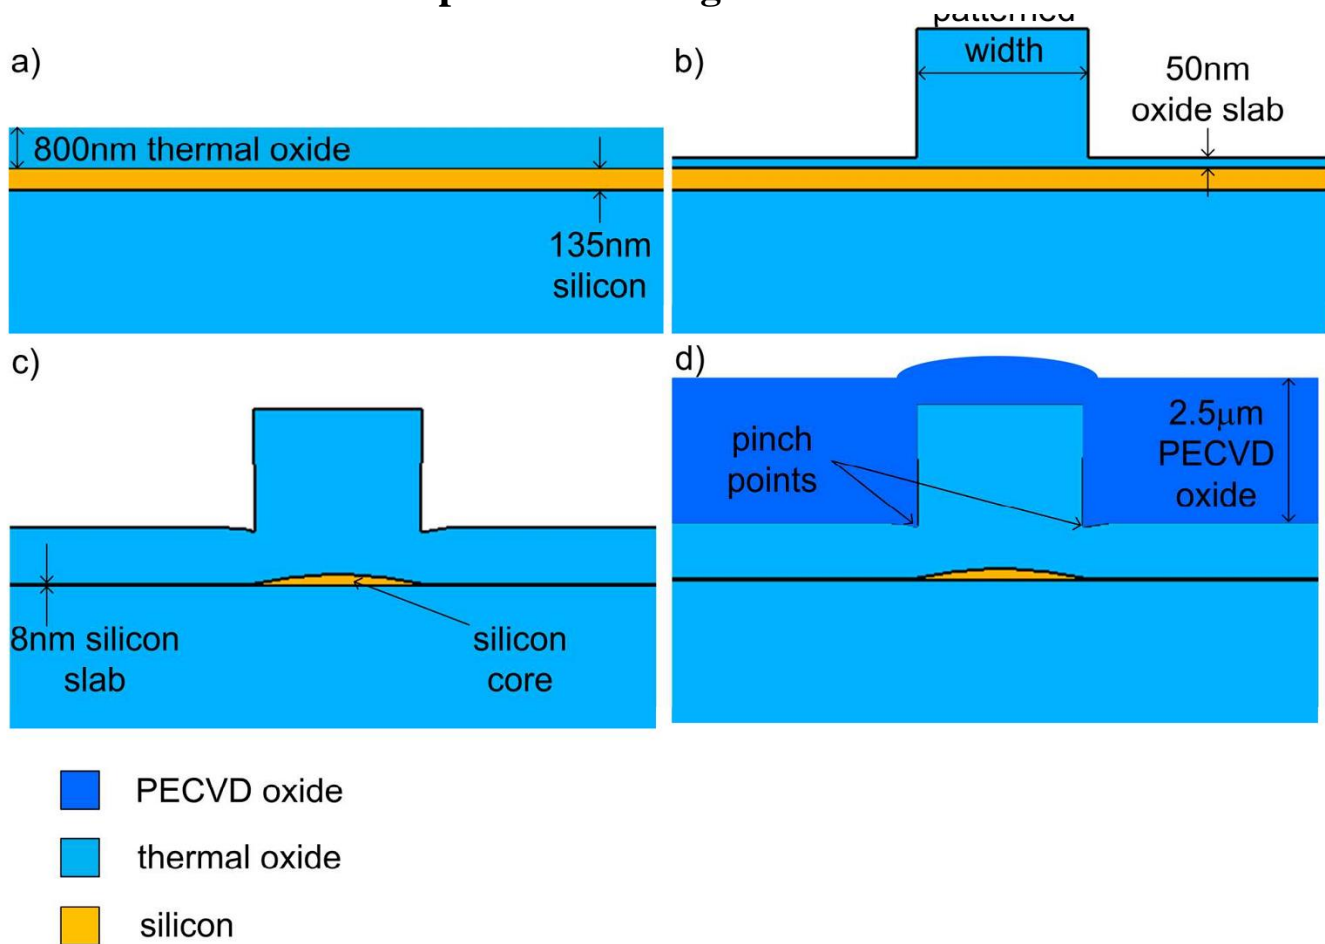 a)
800nm thermal oxide
135nm
silicon
b)
patterned
width
50nm
oxide slab
c)
8nm silicon
slab
silicon
core
d)
pinch
points
2.5μm
PECVD
oxide
PECVD oxide
thermal oxide
silicon